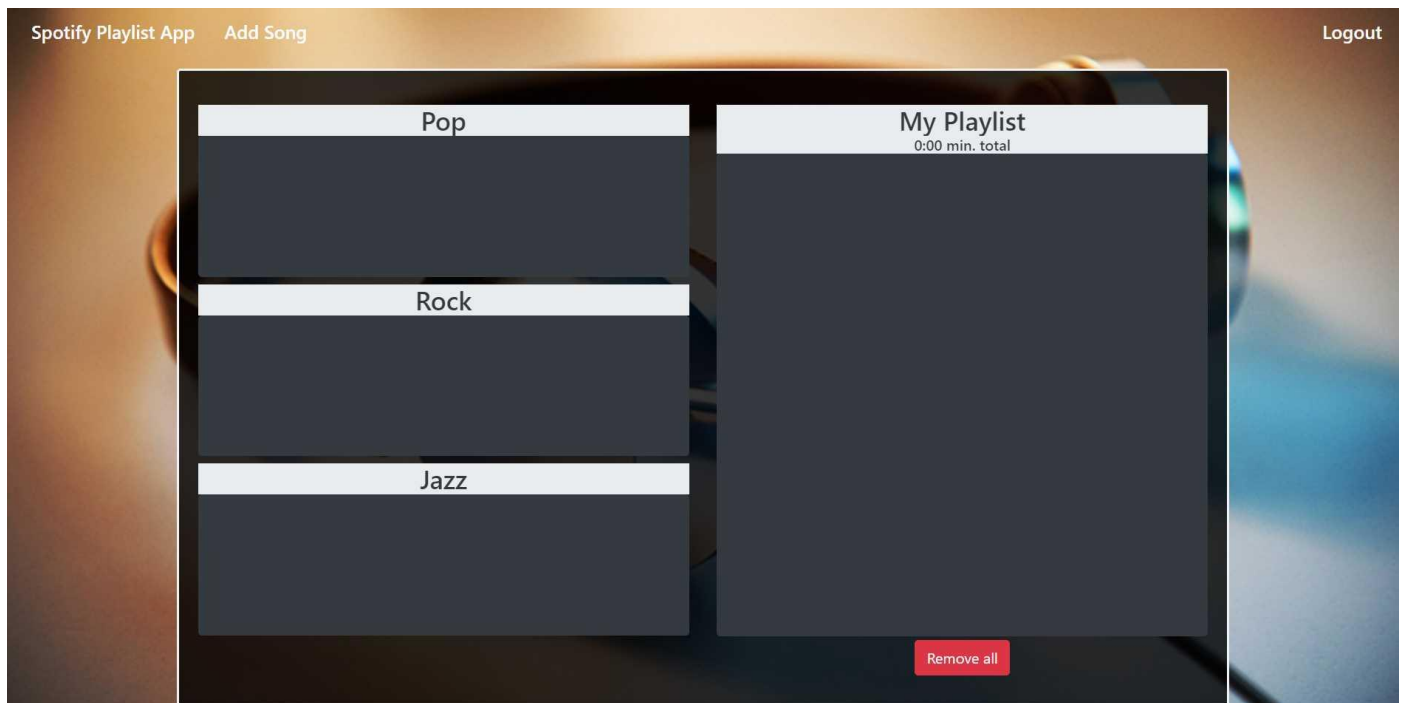 Spotify Playlist App Add Song Logout
Pop
Rock
Jazz
My Playlist
0:00 min. total
Remove all